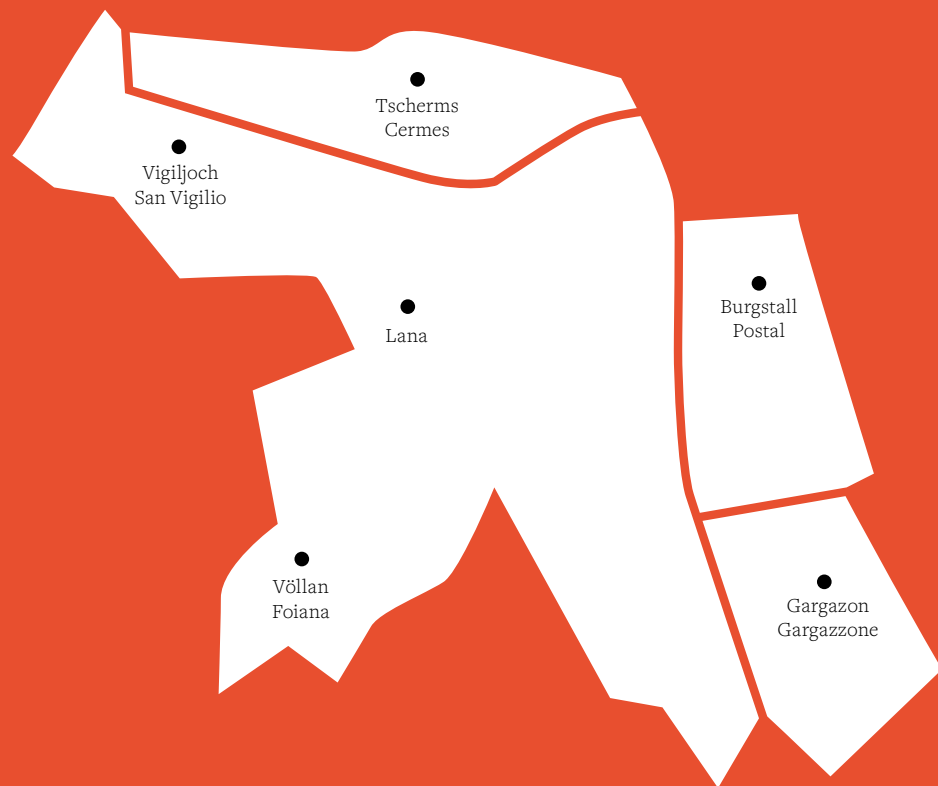 Tscherms
Cermes
Vigiljoch
San Vigilio
Burgstall
Postal
Lana
Völlan
Foiana
Gargazon
Gargazzone